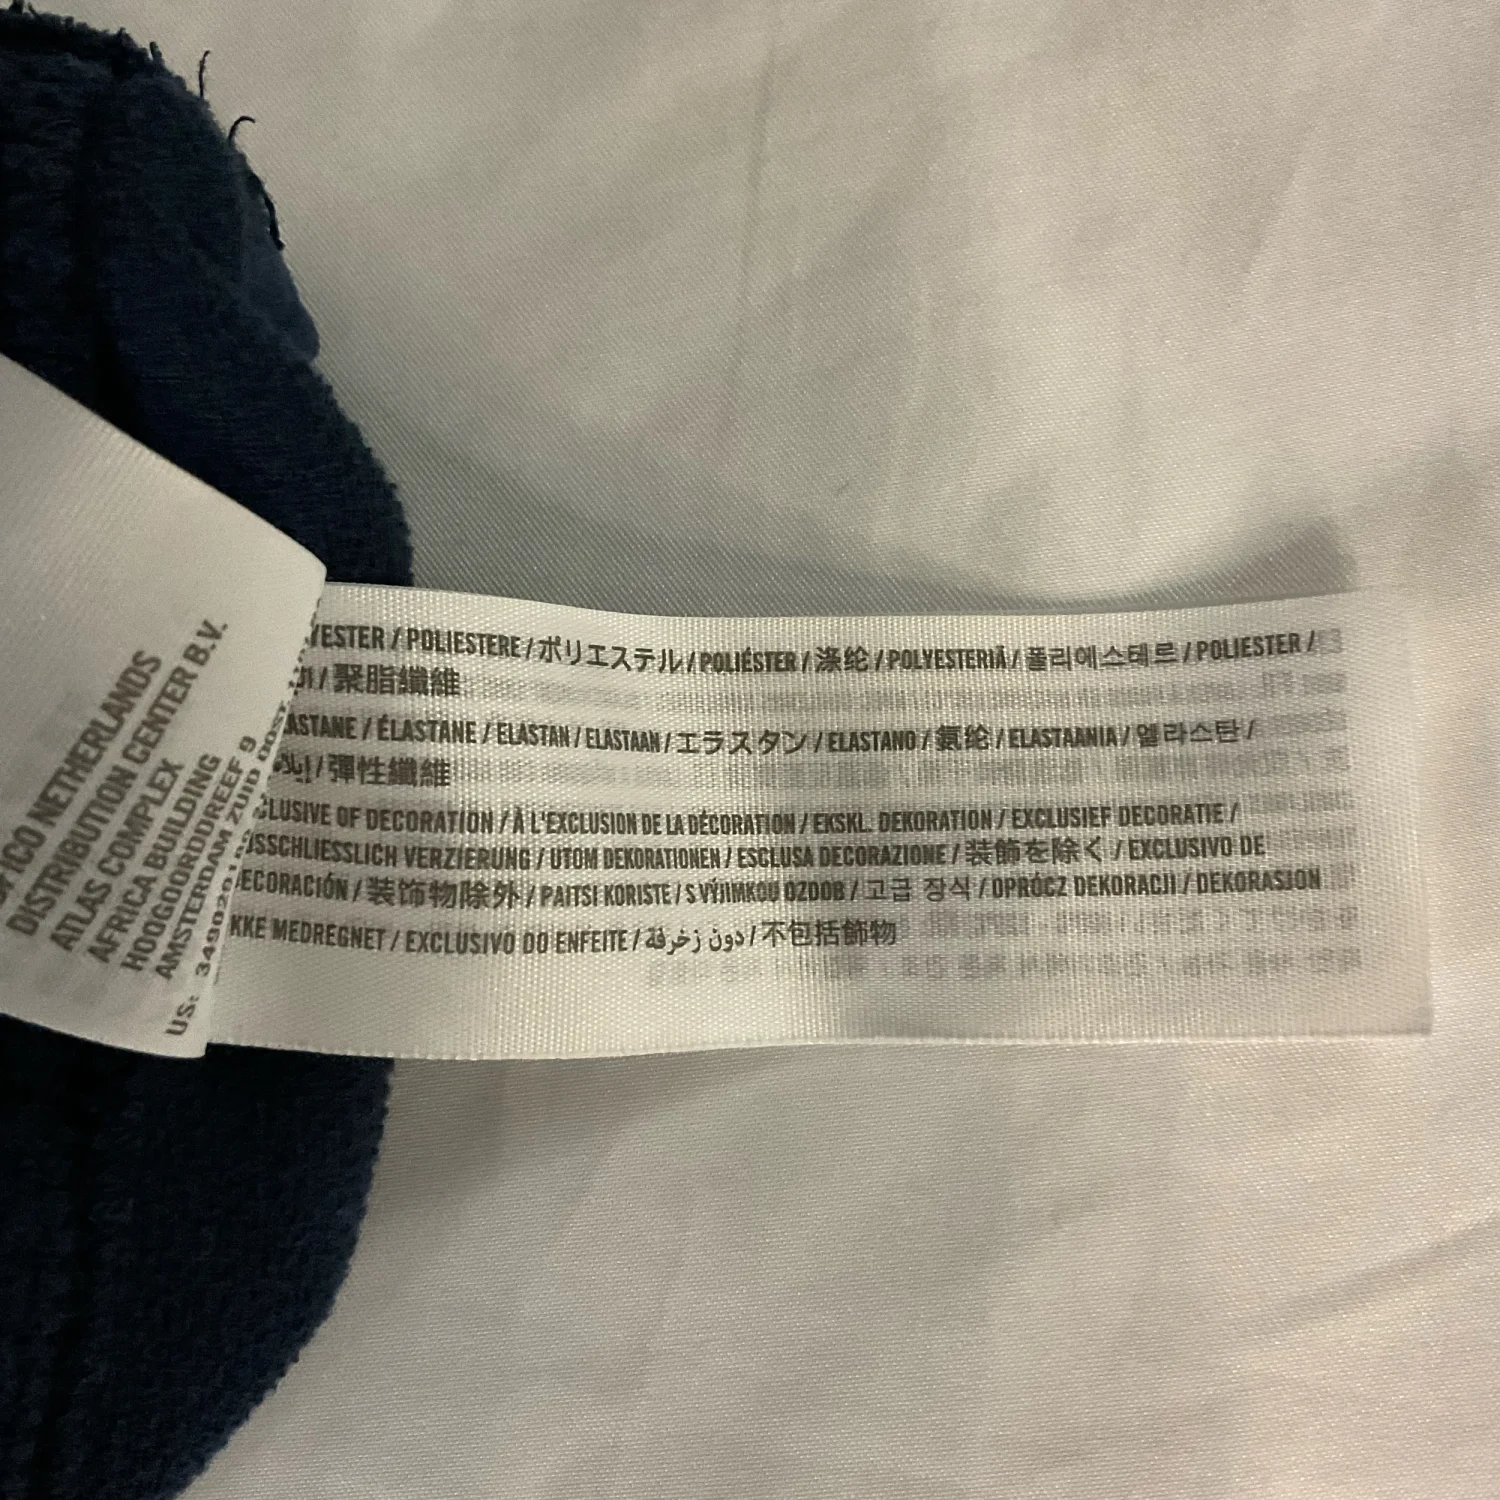 ICO NETHERLANDS
DISTRIBUTION CENTER B.V.
ATLAS COMPLEX
AFRICA BUILDING
HOOGOORDDREEF 9
AMSTERDAM ZUID OOST
US:
YESTER / POLIESTERE / ポリエステル / POLIÉSTER / 涤纶 / POLYESTERIÄ / 폴리에스테르 / POLIESTER /
/ 聚脂纖維
ASTANE / ÉLASTANE / ELASTAN / ELASTAAN / エラスタン / ELASTANO / 氨纶 / ELASTAANIA / 엘라스탄 /
/ 彈性纖維
CLUSIVE OF DECORATION / À L'EXCLUSION DE LA DÉCORATION / EKSKL. DEKORATION / EXCLUSIEF DECORATIE /
USSCHLIESSLICH VERZIERUNG / UTOM DEKORATIONEN / ESCLUSA DECORAZIONE / 装飾を除く / EXCLUSIVO DE
ECORACIÓN / 装饰物除外 / PAITSI KORISTE / S VÝJIMKOU OZDOB / 고급 장식 / OPRÓCZ DEKORACJI / DEKORASJON
KKE MEDREGNET / EXCLUSIVO DO ENFEITE / دون زخرفة / 不包括飾物